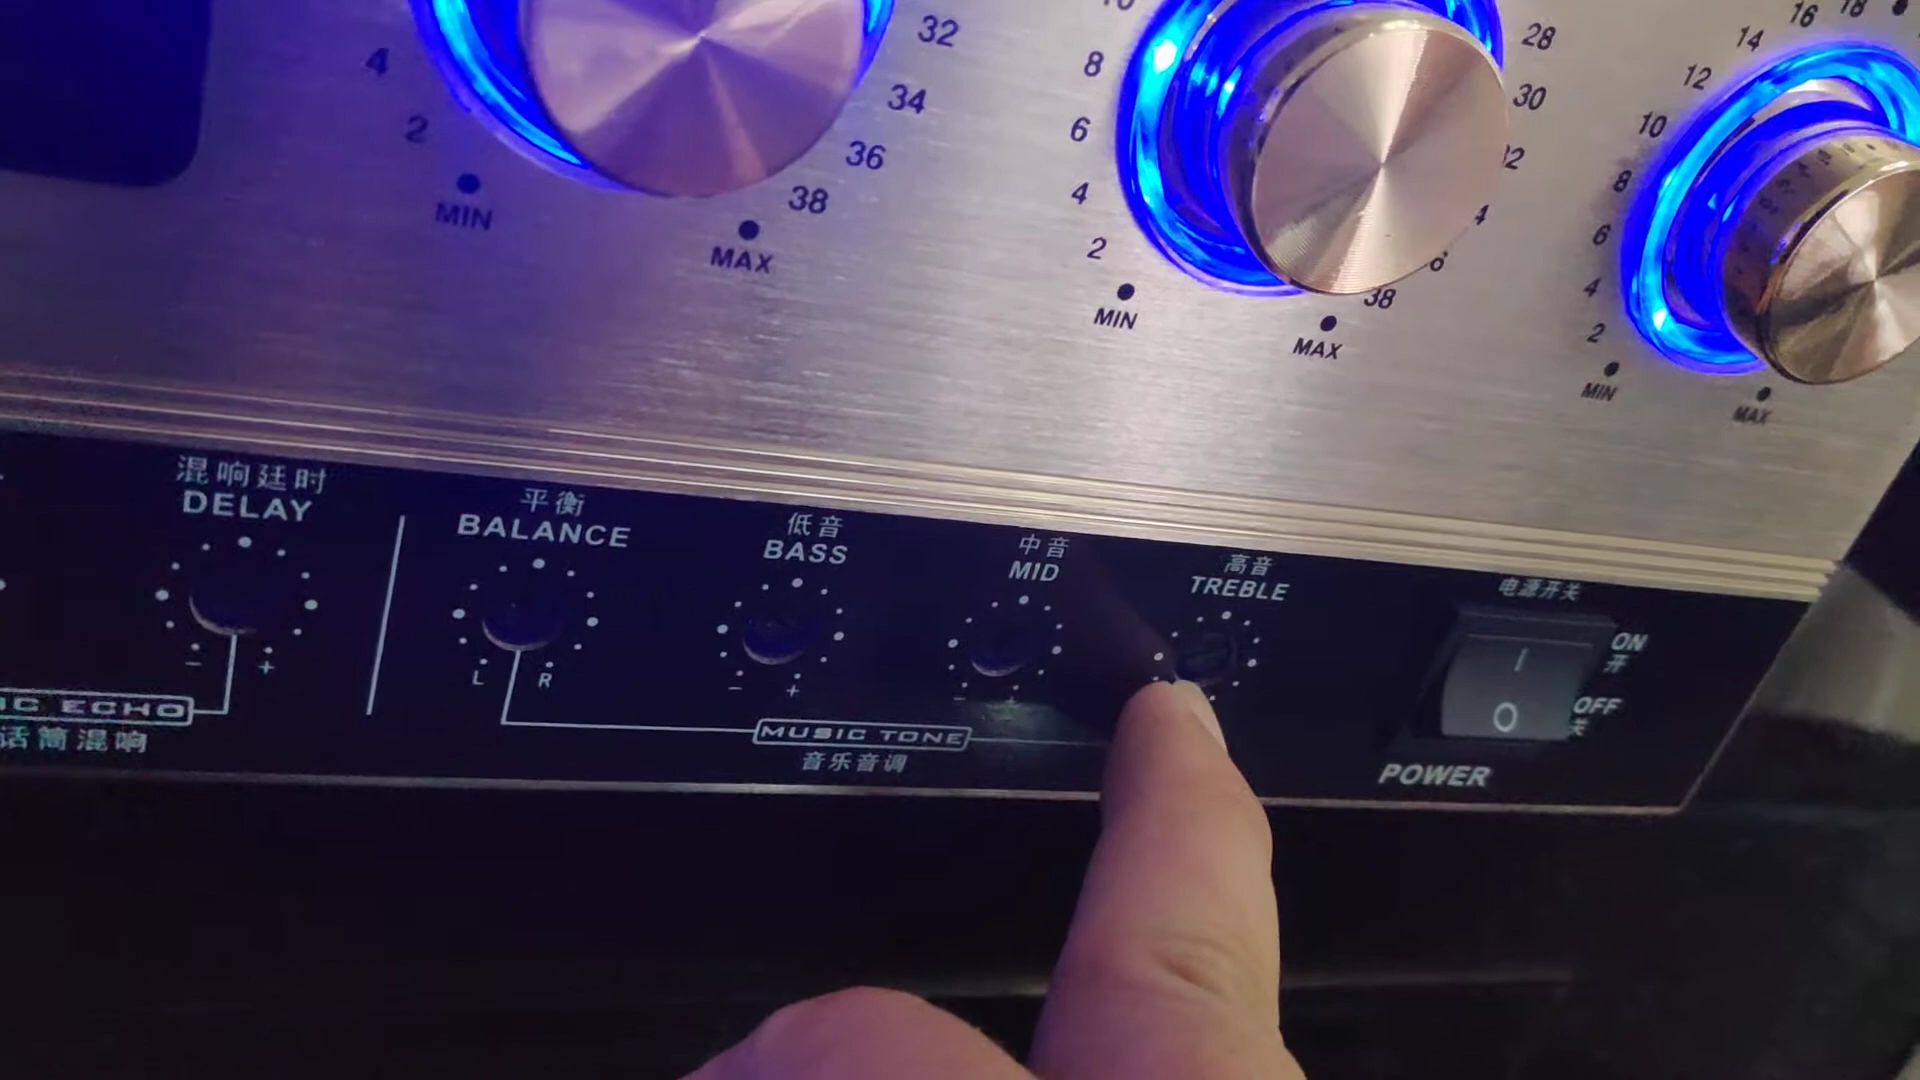 4
2
MIN
32
34
36
38
MAX
8
6
4
2
MIN
28
30
38
MAX
18
16
14
12
10
8
6
4
2
MIN
MAX
混响廷时
DELAY
- +
平衡
BALANCE
L R
低音
BASS
- +
中音
MID
- +
高音
TREBLE
电源开关
ON
开
OFF
关
POWER
IC ECHO
话筒混响
MUSIC TONE
音乐音调